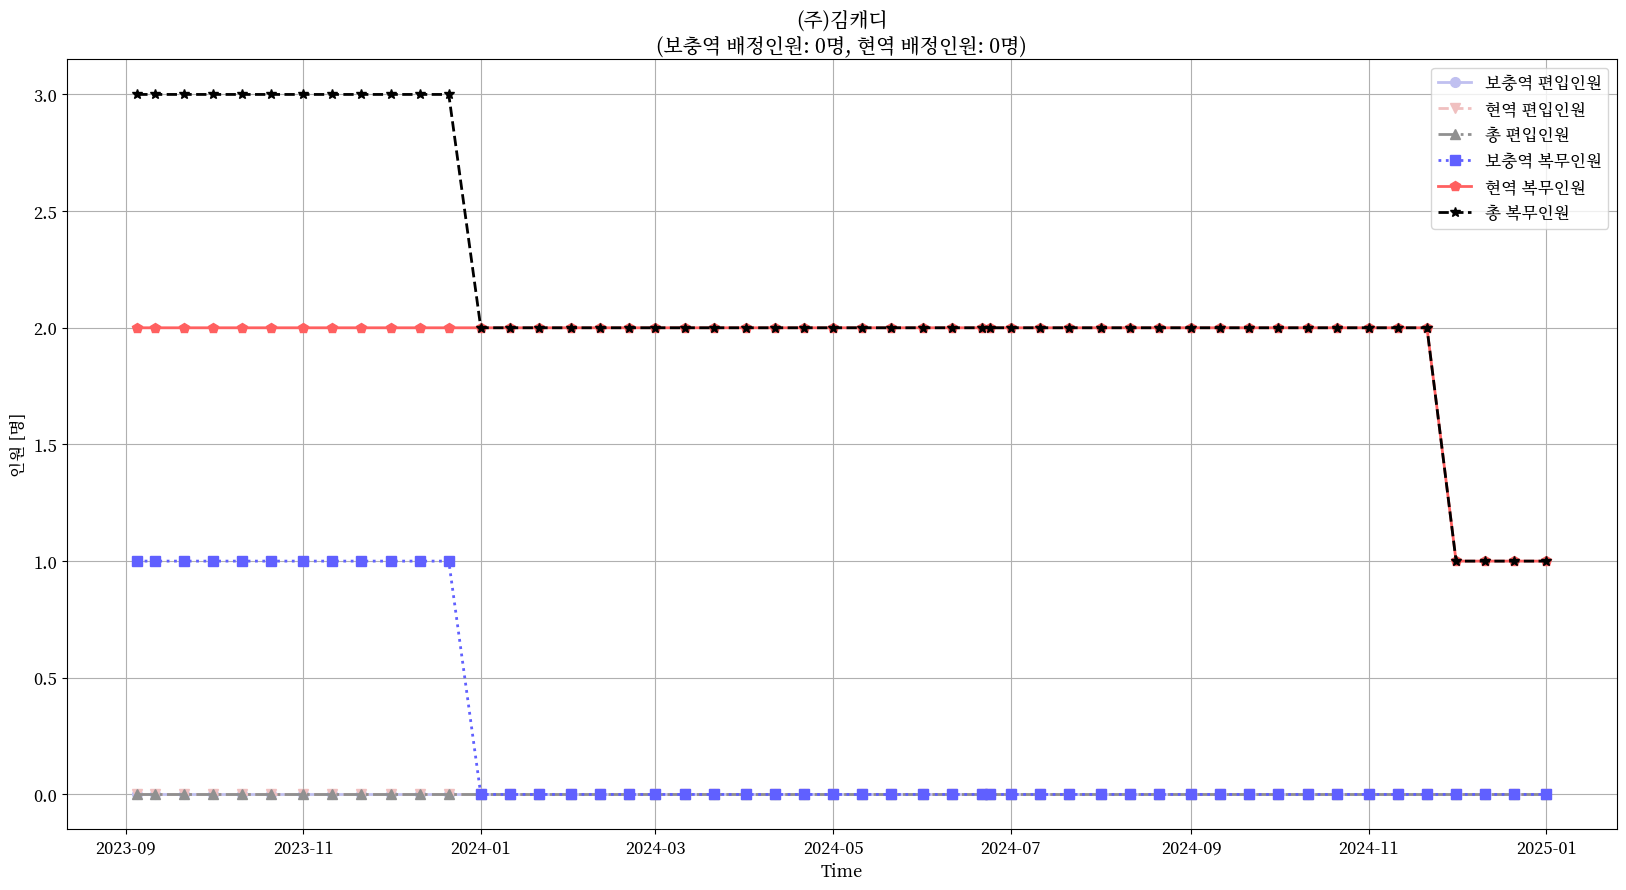 (주)김캐디
(보충역 배정인원: 0명, 현역 배정인원: 0명)
보충역 편입인원
현역 편입인원
총 편입인원
보충역 복무인원
현역 복무인원
총 복무인원
인원 [명]
3.0
2.5
2.0
1.5
1.0
0.5
0.0
2023-09
2023-11
2024-01
2024-03
2024-05
2024-07
2024-09
2024-11
2025-01
Time